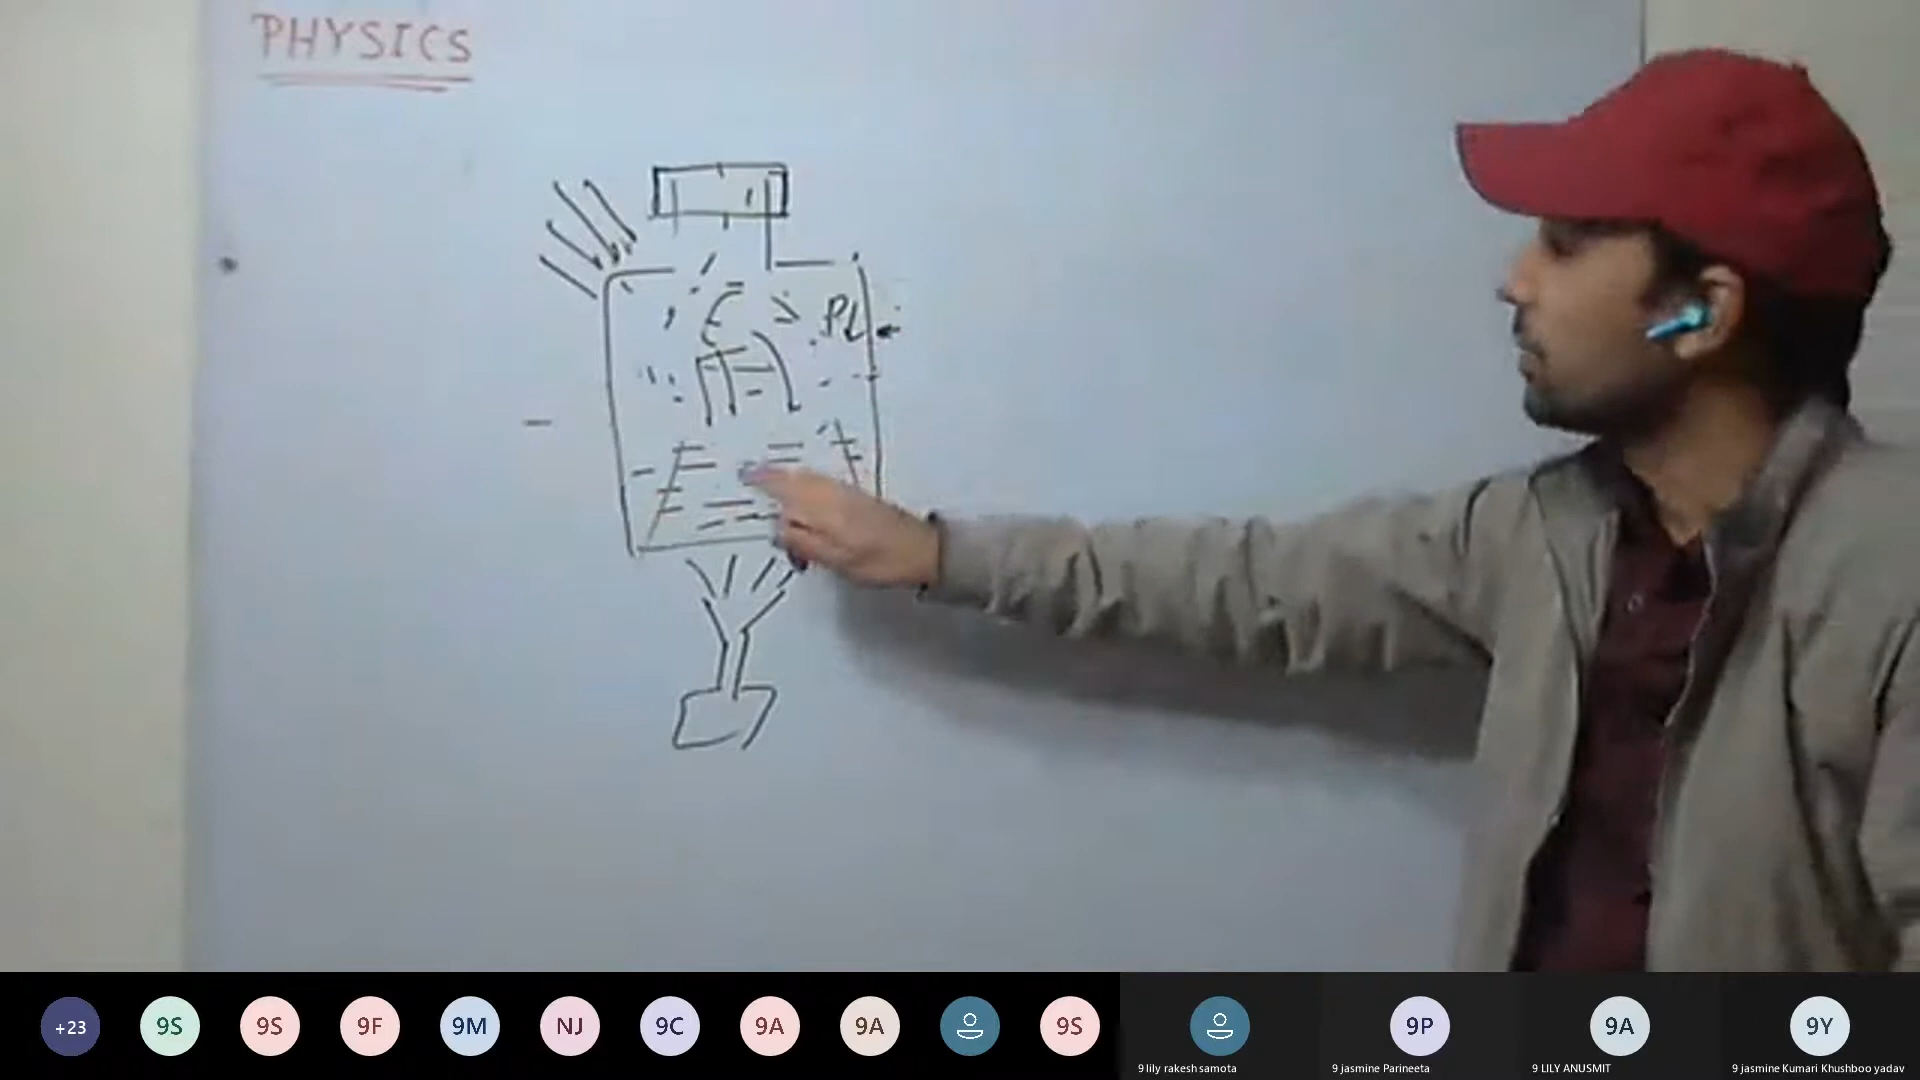 PHYSICS
PL
+23
9S
9S
9F
9M
NJ
9C
9A
9A
9S
9P
9A
9Y
9 lily rakesh samota
9 jasmine Parineeta
9 LILY ANUSMIT
9 jasmine Kumari Khushboo yadav